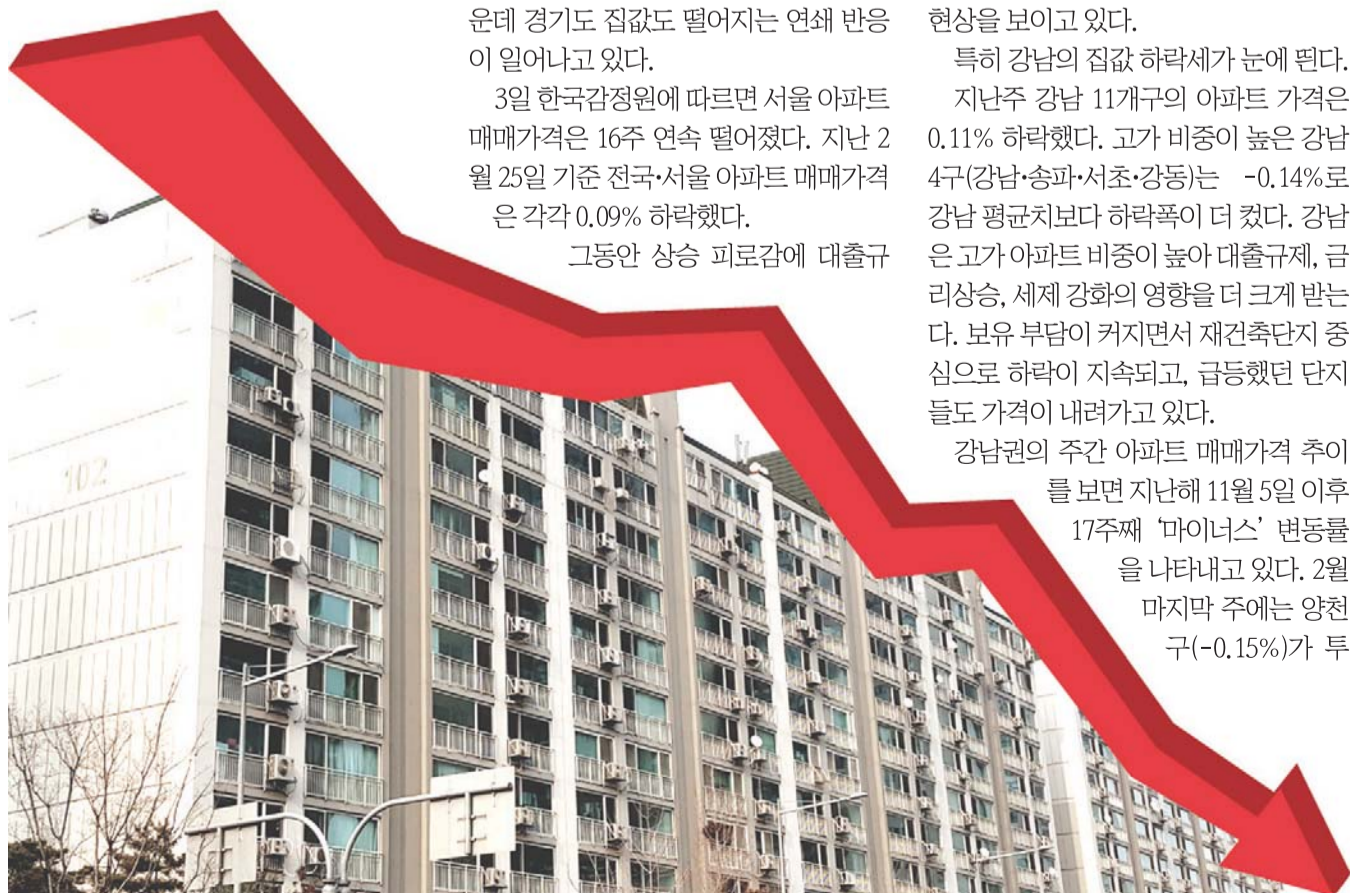 운데 경기도 집값도 떨어지는 연쇄 반응
이 일어나고 있다.
3일 한국감정원에 따르면 서울 아파트
매매가격은 16주 연속 떨어졌다. 지난 2
월 25일 기준 전국•서울 아파트 매매가격
은 각각 0.09% 하락했다.
그동안 상승 피로감에 대출규
현상을 보이고 있다.
특히 강남의 집값 하락세가 눈에 띈다.
지난주 강남 11개구의 아파트 가격은
0.11% 하락했다. 고가 비중이 높은 강남
4구(강남•송파•서초•강동)는 -0.14%로
강남 평균치보다 하락폭이 더 컸다. 강남
은 고가 아파트 비중이 높아 대출규제, 금
리상승, 세제 강화의 영향을 더 크게 받는
다. 보유 부담이 커지면서 재건축단지 중
심으로 하락이 지속되고, 급등했던 단지
들도 가격이 내려가고 있다.
강남권의 주간 아파트 매매가격 추이
를 보면 지난해 11월 5일 이후
17주째 ‘마이너스’ 변동률
을 나타내고 있다. 2월
마지막 주에는 양천
구(-0.15%)가 투
102